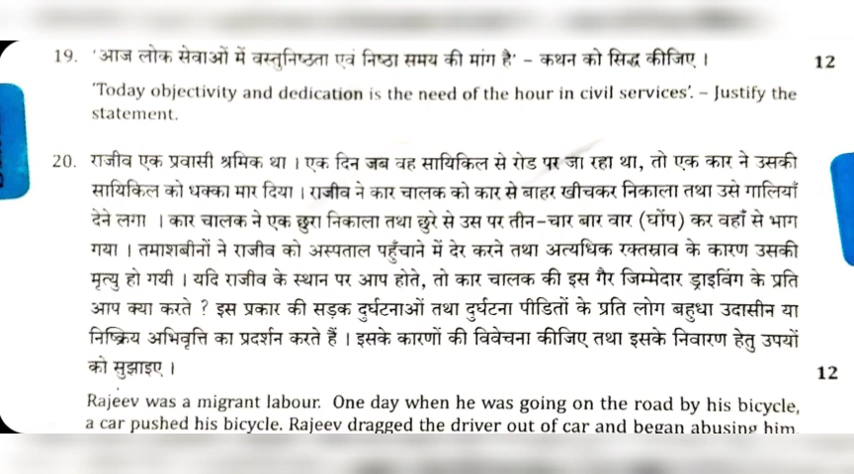 19. 'आज लोक सेवाओं में वस्तुनिष्ठता एवं निष्ठा समय की मांग है' – कथन को सिद्ध कीजिए । 12
'Today objectivity and dedication is the need of the hour in civil services'. – Justify the
statement.
20. राजीव एक प्रवासी श्रमिक था । एक दिन जब वह सायिकिल से रोड पर जा रहा था, तो एक कार ने उसकी
सायिकिल को धक्का मार दिया । राजीव ने कार चालक को कार से बाहर खीचकर निकाला तथा उसे गालियाँ
देने लगा । कार चालक ने एक छुरा निकाला तथा छुरे से उस पर तीन–चार बार वार (घोंप) कर वहाँ से भाग
गया । तमाशबीनों ने राजीव को अस्पताल पहुँचाने में देर करने तथा अत्यधिक रक्तस्राव के कारण उसकी
मृत्यु हो गयी । यदि राजीव के स्थान पर आप होते, तो कार चालक की इस गैर जिम्मेदार ड्राइविंग के प्रति
आप क्या करते ? इस प्रकार की सड़क दुर्घटनाओं तथा दुर्घटना पीडितों के प्रति लोग बहुधा उदासीन या
निष्क्रिय अभिवृत्ति का प्रदर्शन करते हैं । इसके कारणों की विवेचना कीजिए तथा इसके निवारण हेतु उपयों
को सुझाइए । 12
Rajeev was a migrant labour. One day when he was going on the road by his bicycle,
a car pushed his bicycle. Rajeev dragged the driver out of car and began abusing him.